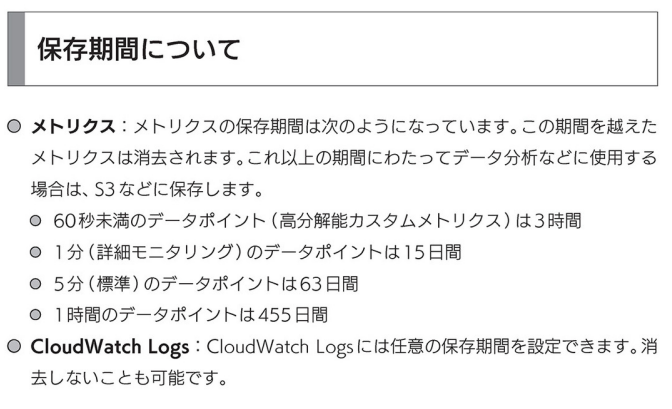 保存期間について
メトリクス：メトリクスの保存期間は次のようになっています。この期間を越えた
メトリクスは消去されます。これ以上の期間にわたってデータ分析などに使用する
場合は、S3などに保存します。
60秒未満のデータポイント（高分解能カスタムメトリクス）は3時間
1分（詳細モニタリング）のデータポイントは15日間
5分（標準）のデータポイントは63日間
1時間のデータポイントは455日間
CloudWatch Logs：CloudWatch Logsには任意の保存期間を設定できます。消
去しないことも可能です。